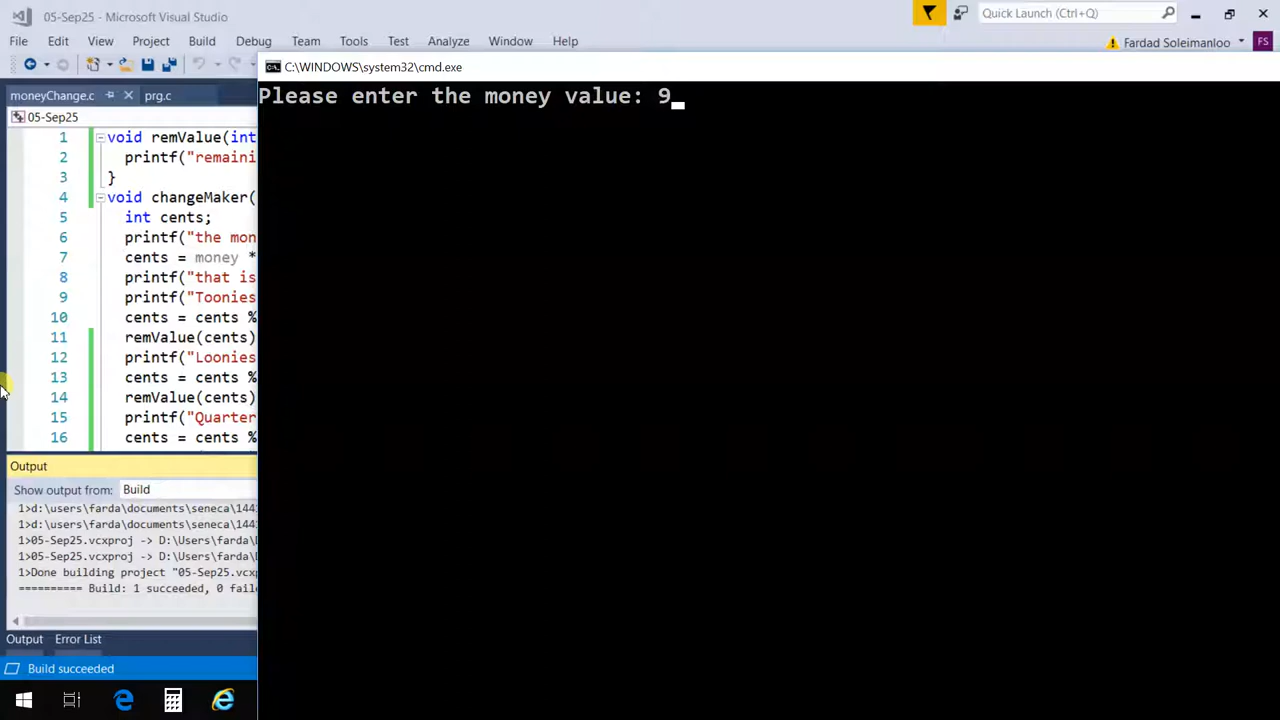 05-Sep25 - Microsoft Visual Studio
Quick Launch (Ctrl+Q)
File Edit View Project Build Debug Team Tools Test Analyze Window Help
Fardad Soleimanloo FS
C:\WINDOWS\system32\cmd.exe
Please enter the money value: 9
moneyChange.c prg.c
05-Sep25
1 void remValue(int
2 printf("remaini
3 }
4 void changeMaker(
5 int cents;
6 printf("the mon
7 cents = money *
8 printf("that is
9 printf("Toonies
10 cents = cents %
11 remValue(cents)
12 printf("Loonies
13 cents = cents %
14 remValue(cents)
15 printf("Quarter
16 cents = cents %
Output
Show output from: Build
1>d:\users\farda\documents\seneca\144
1>d:\users\farda\documents\seneca\144
1>05-Sep25.vcxproj -> D:\Users\farda\
1>05-Sep25.vcxproj -> D:\Users\farda\
1>Done building project "05-Sep25.vcxp
========== Build: 1 succeeded, 0 faile
Output Error List
Build succeeded